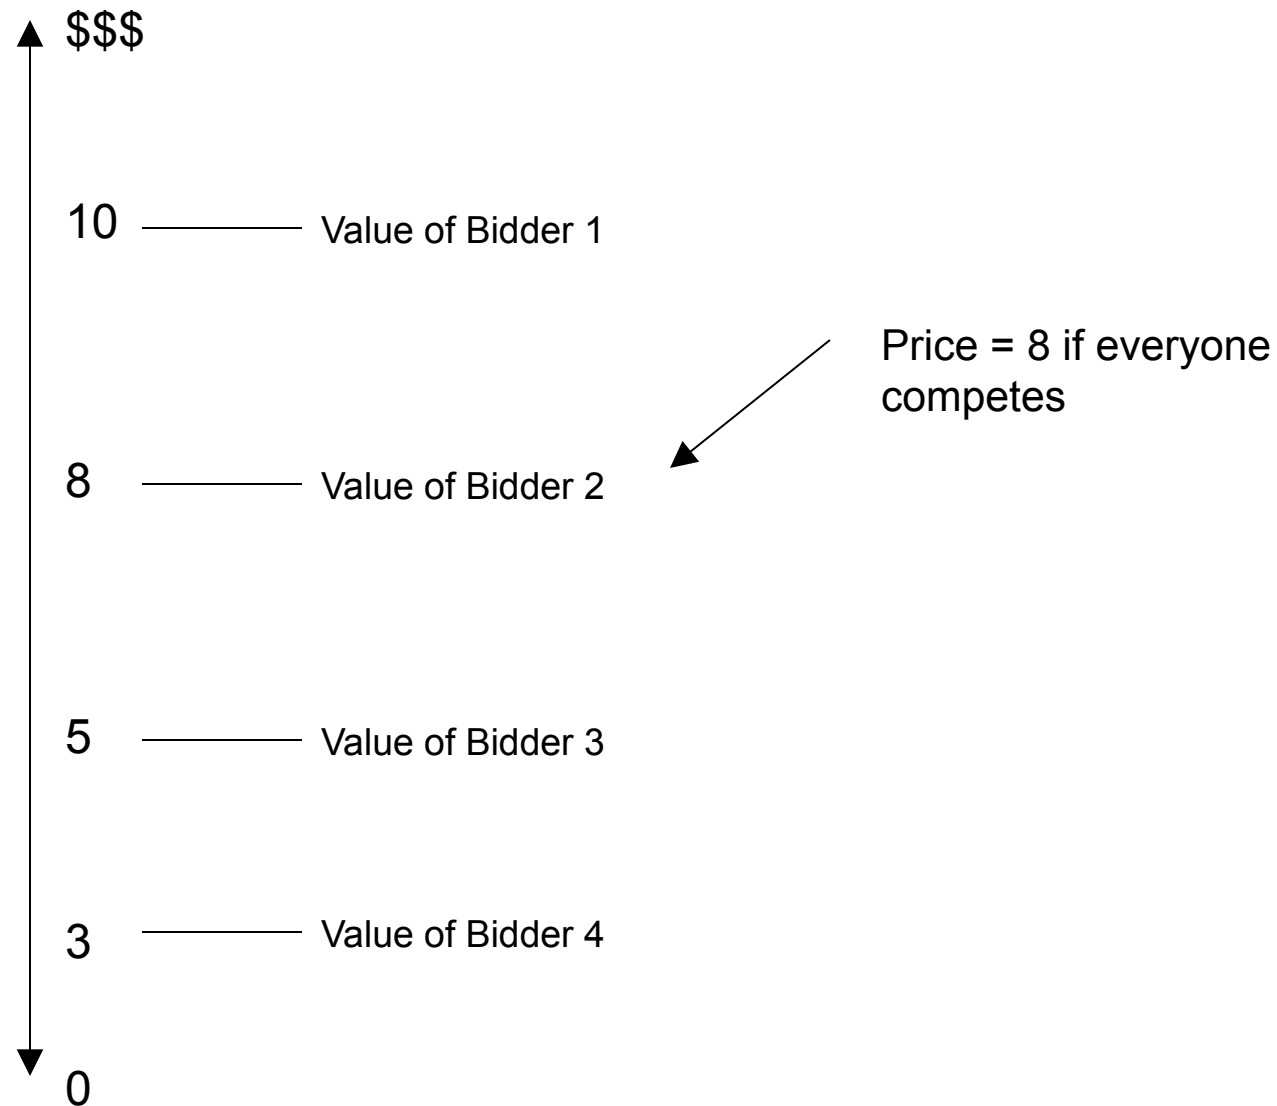 $$$
10
Value of Bidder 1
Price = 8 if everyone
competes
8
Value of Bidder 2
5
Value of Bidder 3
3
Value of Bidder 4
0